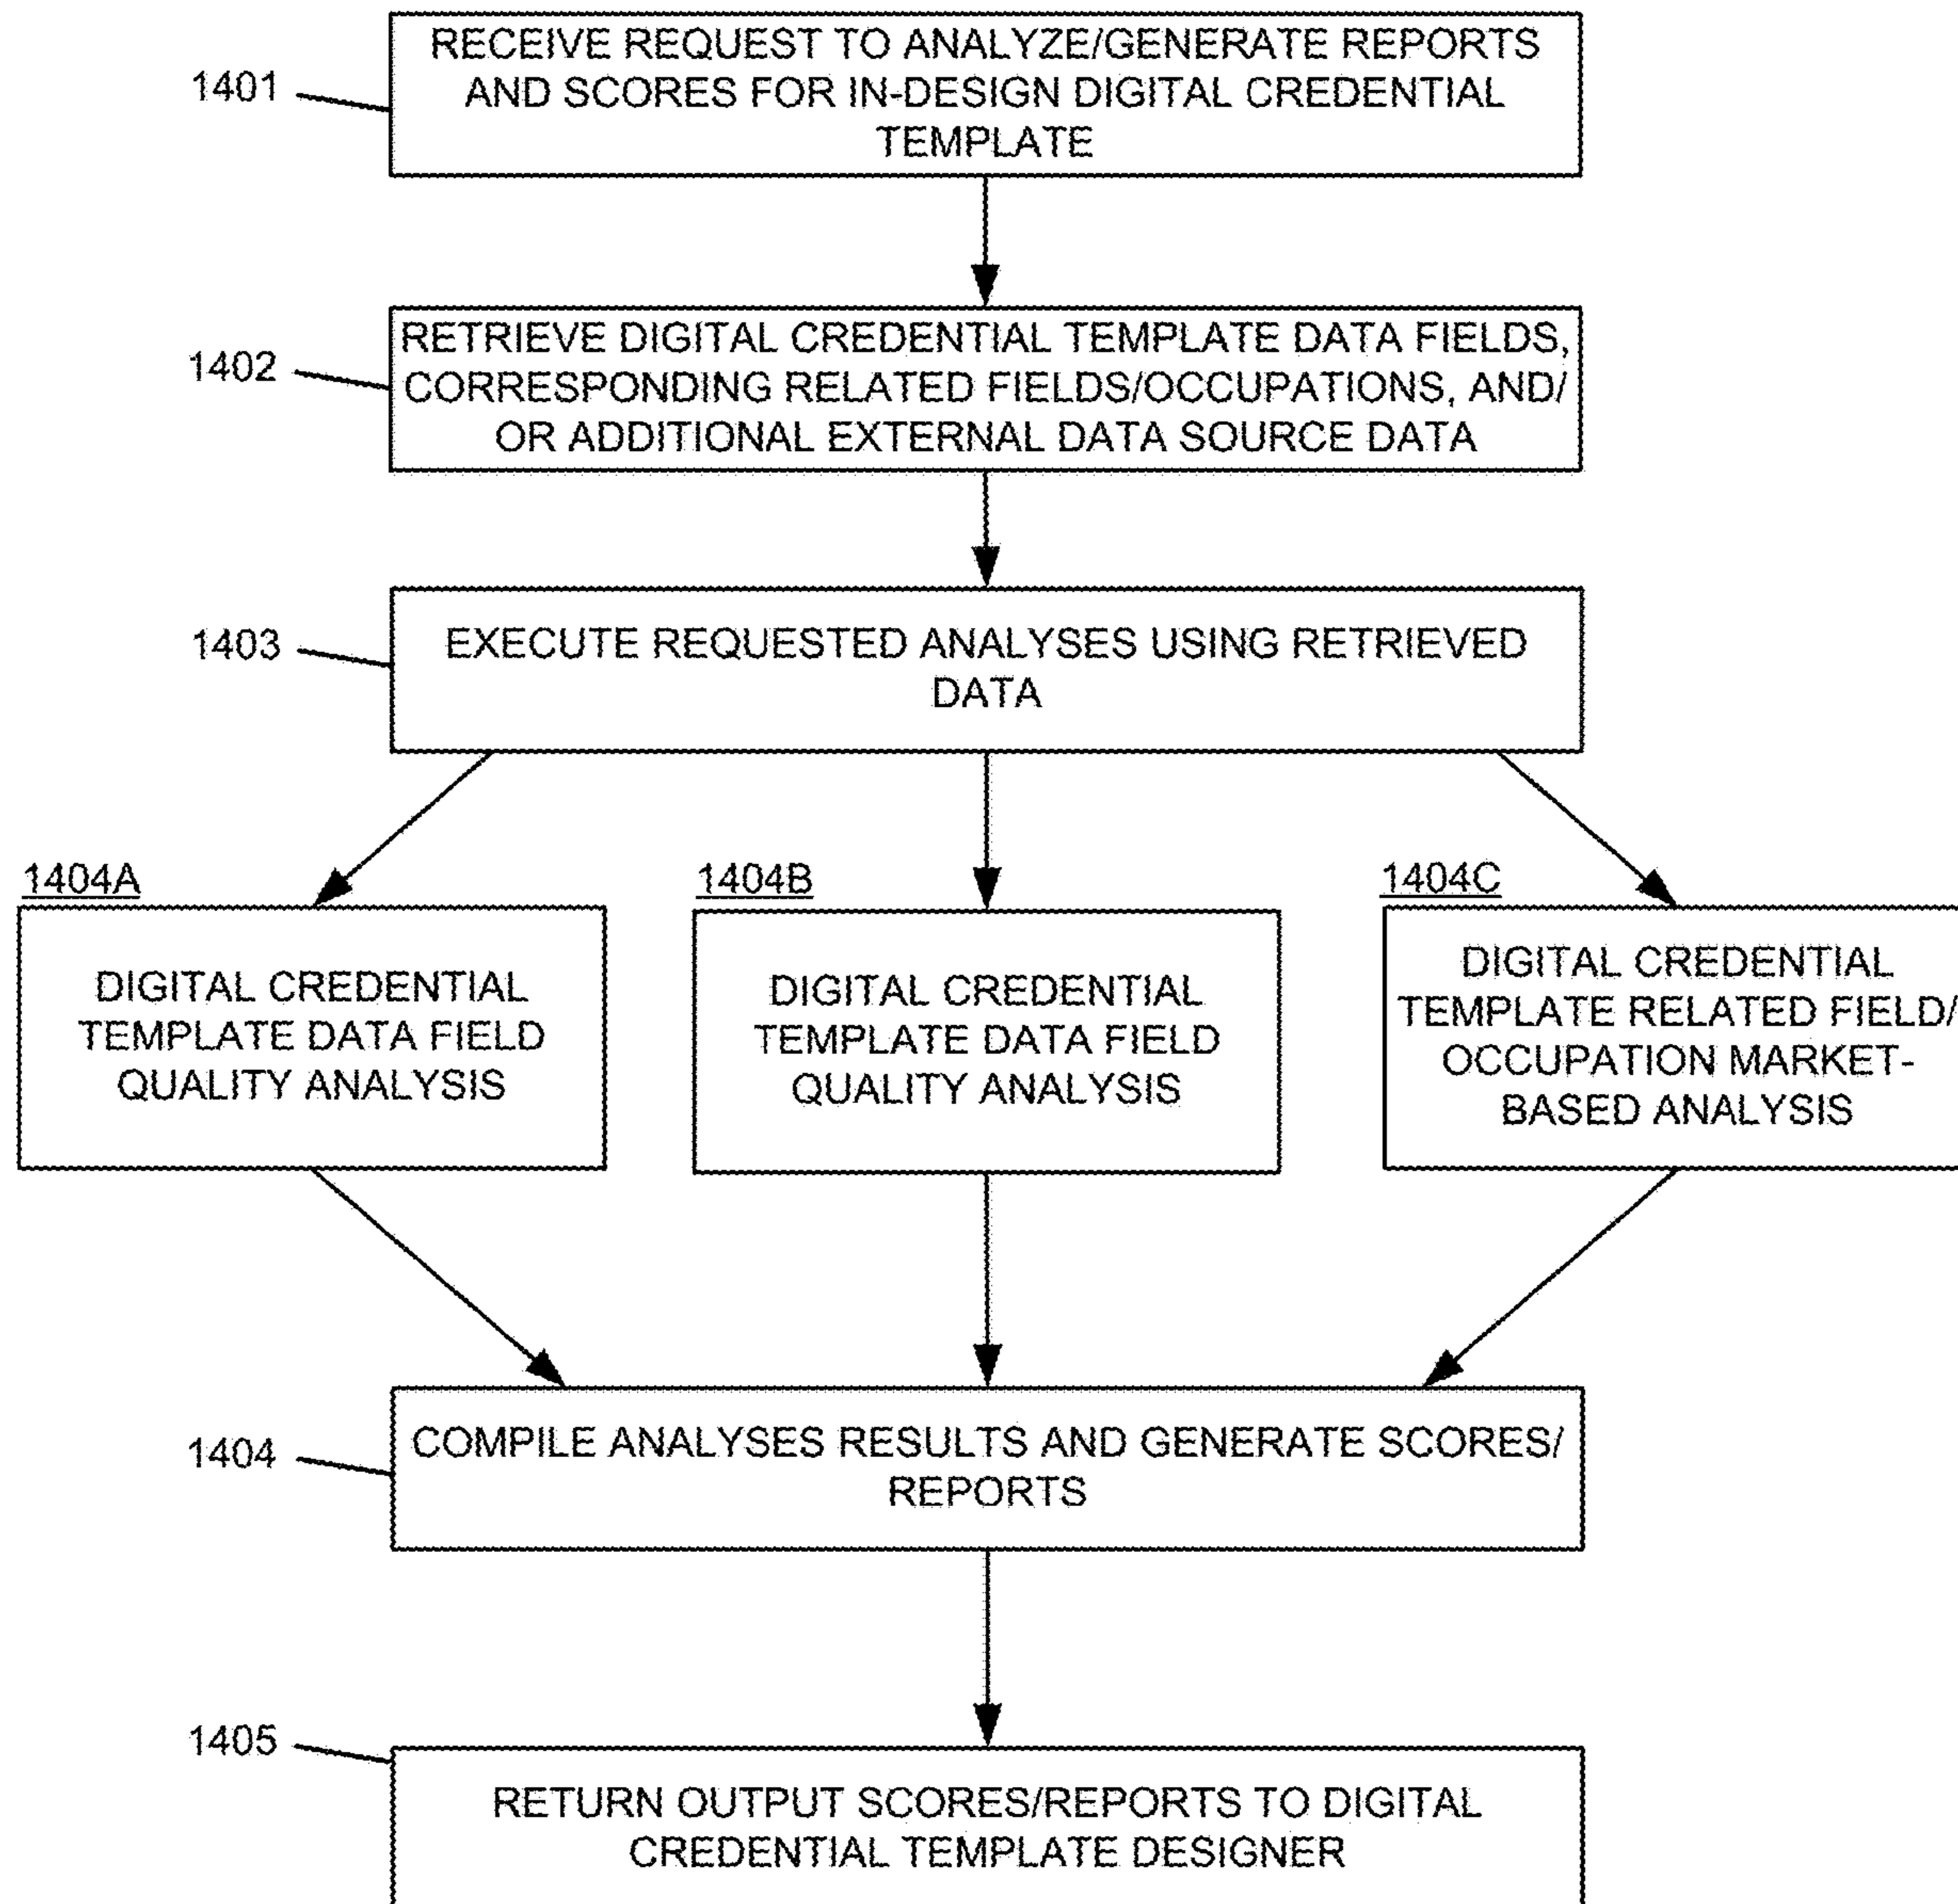 1401
RECEIVE REQUEST TO ANALYZE/GENERATE REPORTS
AND SCORES FOR IN-DESIGN DIGITAL CREDENTIAL
TEMPLATE
1402
RETRIEVE DIGITAL CREDENTIAL TEMPLATE DATA FIELDS,
CORRESPONDING RELATED FIELDS/OCCUPATIONS, AND/
OR ADDITIONAL EXTERNAL DATA SOURCE DATA
1403
EXECUTE REQUESTED ANALYSES USING RETRIEVED
DATA
1404A
DIGITAL CREDENTIAL
TEMPLATE DATA FIELD
QUALITY ANALYSIS
1404B
DIGITAL CREDENTIAL
TEMPLATE DATA FIELD
QUALITY ANALYSIS
1404C
DIGITAL CREDENTIAL
TEMPLATE RELATED FIELD/
OCCUPATION MARKET-
BASED ANALYSIS
1404
COMPILE ANALYSES RESULTS AND GENERATE SCORES/
REPORTS
1405
RETURN OUTPUT SCORES/REPORTS TO DIGITAL
CREDENTIAL TEMPLATE DESIGNER